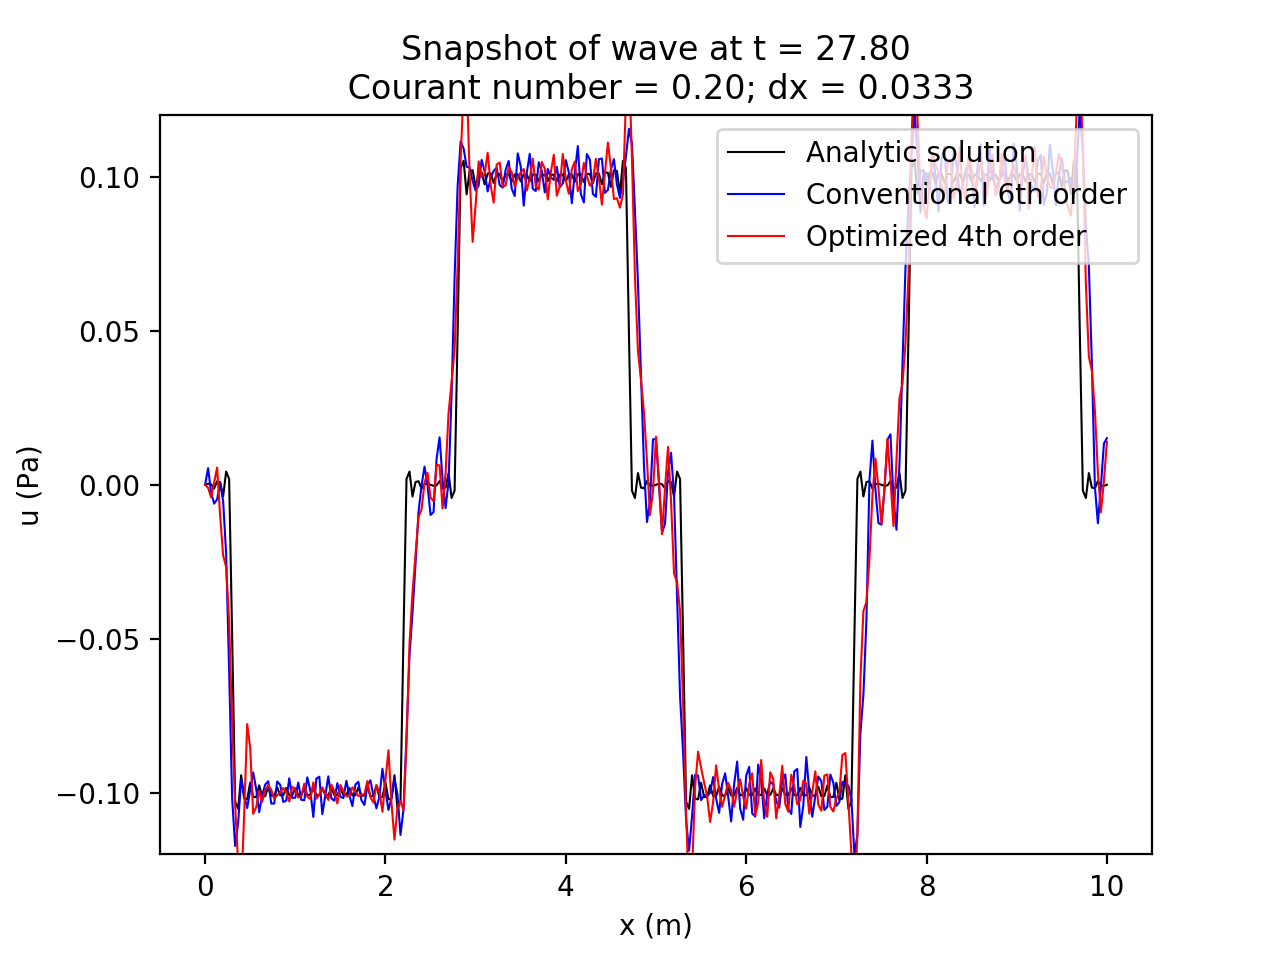 Snapshot of wave at t = 27.80
Courant number = 0.20; dx = 0.0333
Analytic solution
Conventional 6th order
Optimized 4th order
0.10
0.05
0.00
−0.05
−0.10
u (Pa)
0 2 4 6 8 10
x (m)